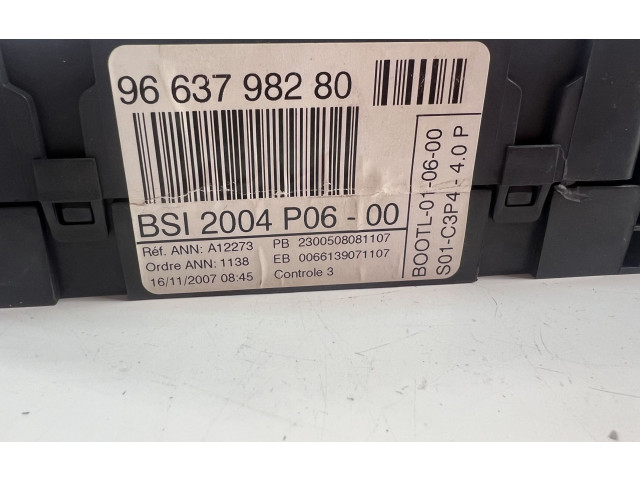 96 637 982 80
BSI 2004 P06 - 00
Réf. ANN: A12273 PB 2300508081107
Ordre ANN: 1138 EB 0066139071107
16/11/2007 08:45 Controle 3
BOOTL-01-06-00
S01-C3P4 - 4.0 P